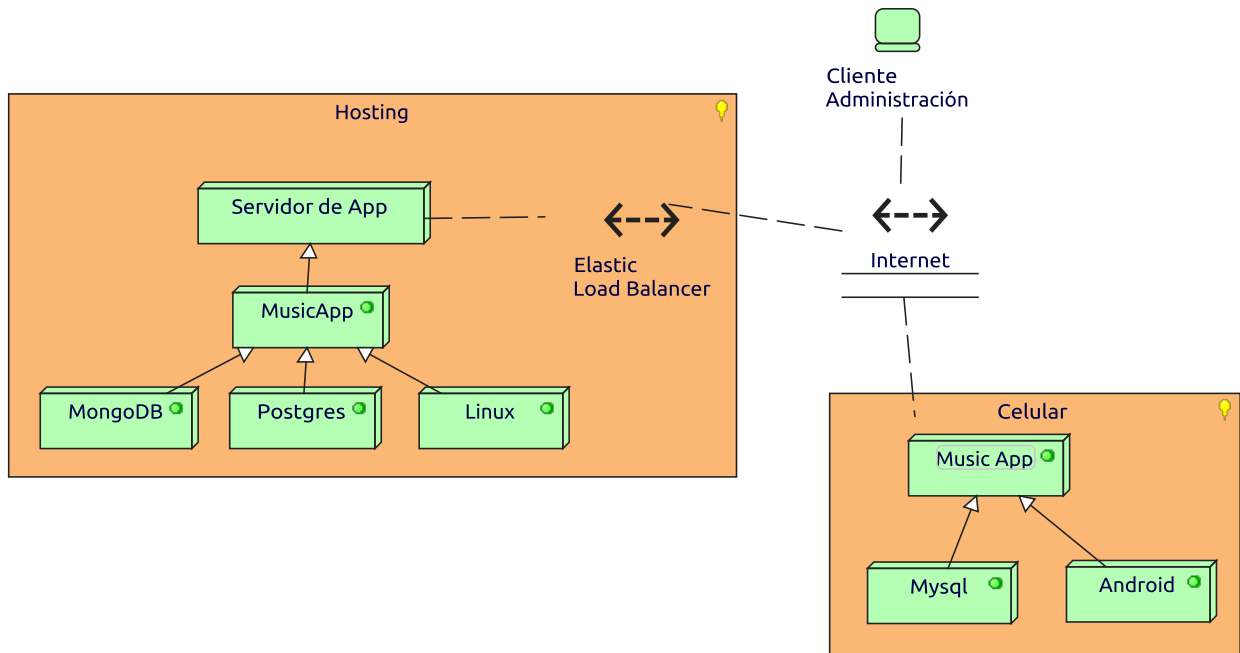 Cliente
Administración
Hosting
Servidor de App
Elastic
Load Balancer
Internet
MusicApp
MongoDB
Postgres
Linux
Celular
Music App
Mysql
Android